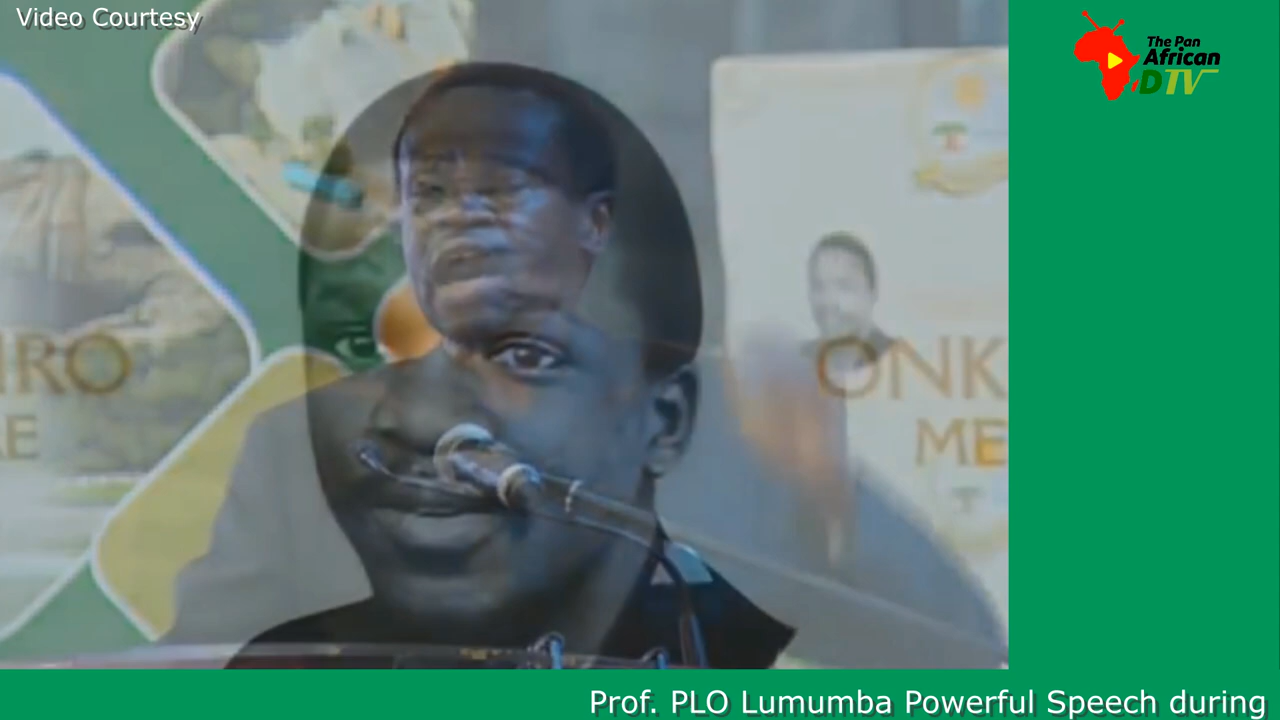 Video Courtesy
The Pan
African
DTV
IRO
ONK
ME
Prof. PLO Lumumba Powerful Speech during